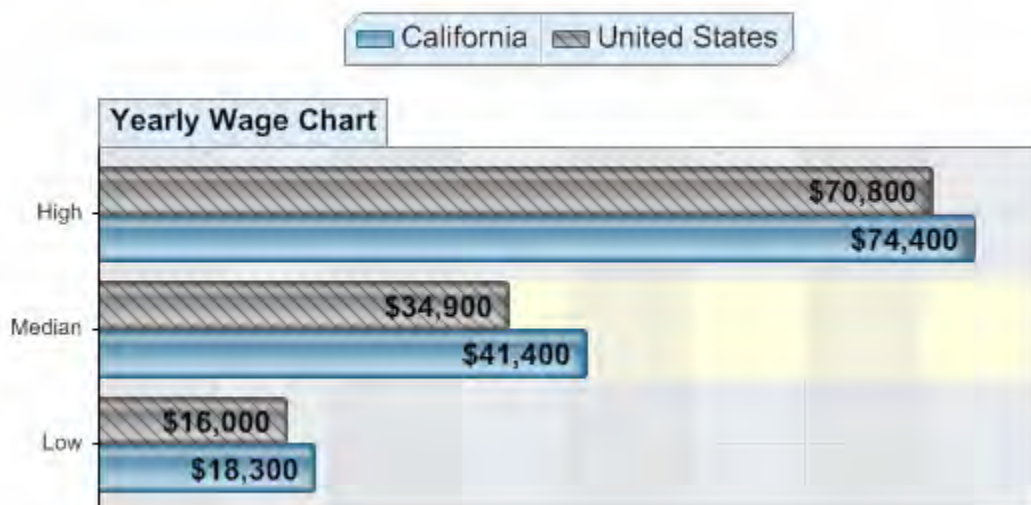 California United States
Yearly Wage Chart
$70,800
High
$74,400
$34,900
Median
$41,400
$16,000
Low
$18,300